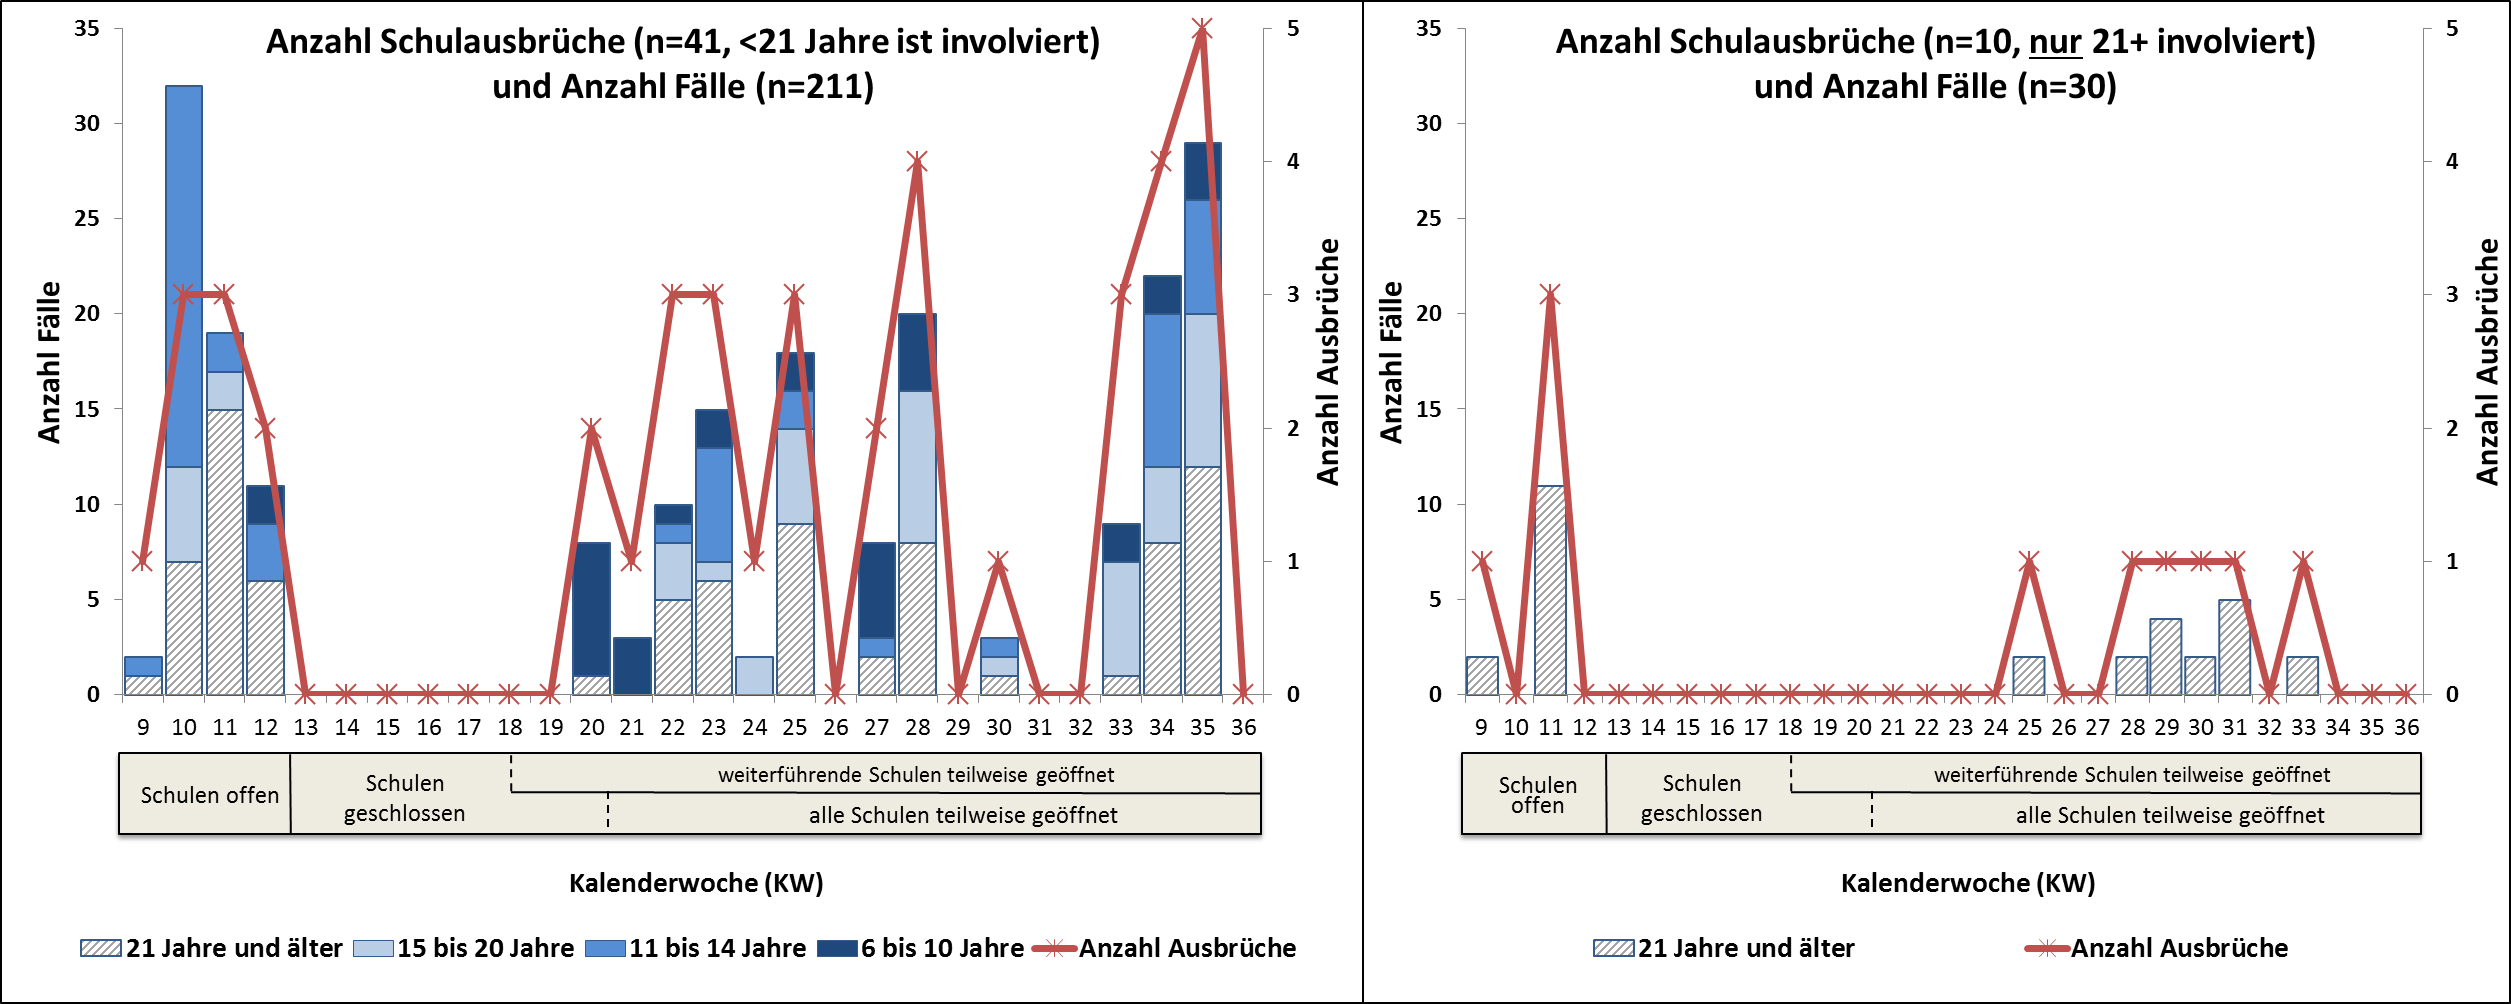 Anzahl Schulausbrüche (n=41, <21 Jahre ist involviert)
und Anzahl Fälle (n=211)
Anzahl Fälle
35
30
25
20
15
10
5
0
5
4
3
2
1
0
Anzahl Ausbrüche
9 10 11 12 13 14 15 16 17 18 19 20 21 22 23 24 25 26 27 28 29 30 31 32 33 34 35 36
Schulen offen
Schulen
geschlossen
weiterführende Schulen teilweise geöffnet
alle Schulen teilweise geöffnet
Kalenderwoche (KW)
21 Jahre und älter 15 bis 20 Jahre 11 bis 14 Jahre 6 bis 10 Jahre Anzahl Ausbrüche
Anzahl Schulausbrüche (n=10, nur 21+ involviert)
und Anzahl Fälle (n=30)
Anzahl Fälle
35
30
25
20
15
10
5
0
5
4
3
2
1
0
Anzahl Ausbrüche
9 10 11 12 13 14 15 16 17 18 19 20 21 22 23 24 25 26 27 28 29 30 31 32 33 34 35 36
Schulen
offen
Schulen
geschlossen
weiterführende Schulen teilweise geöffnet
alle Schulen teilweise geöffnet
Kalenderwoche (KW)
21 Jahre und älter Anzahl Ausbrüche